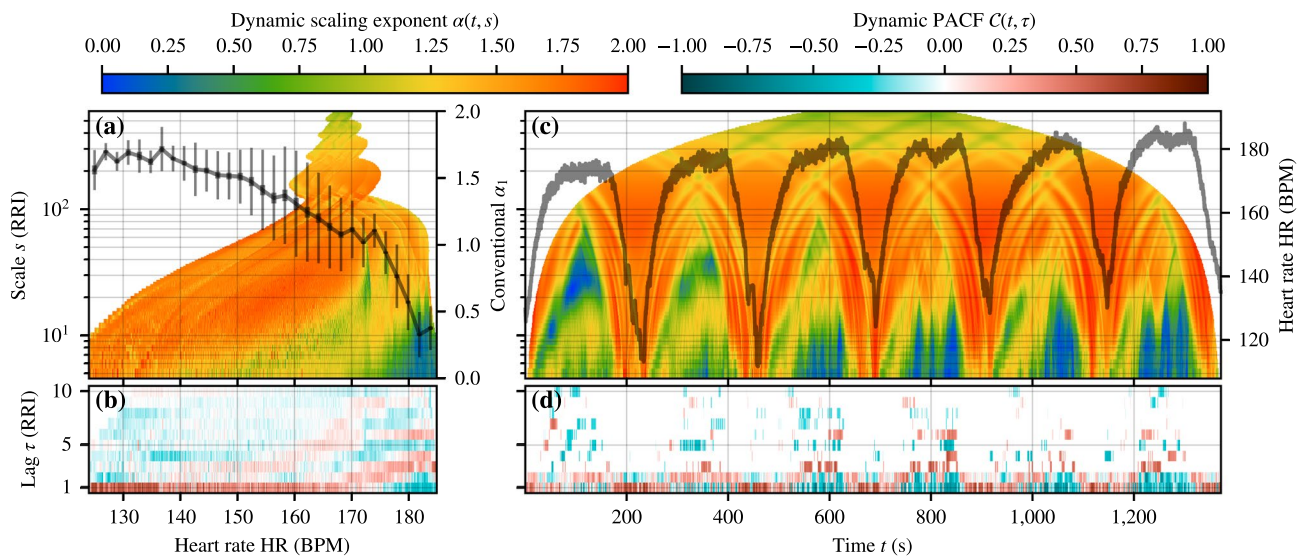 Dynamic scaling exponent α(t, s)
0.00 0.25 0.50 0.75 1.00 1.25 1.50 1.75 2.00
Dynamic PACF C(t, τ)
−1.00 −0.75 −0.50 −0.25 0.00 0.25 0.50 0.75 1.00
(a)
Scale s (RRI)
10²
10¹
2.0
1.5
1.0
0.5
0.0
Conventional α₁
(b)
Lag τ (RRI)
10
5
1
130 140 150 160 170 180
Heart rate HR (BPM)
(c)
180
160
140
120
Heart rate HR (BPM)
(d)
200 400 600 800 1,000 1,200
Time t (s)